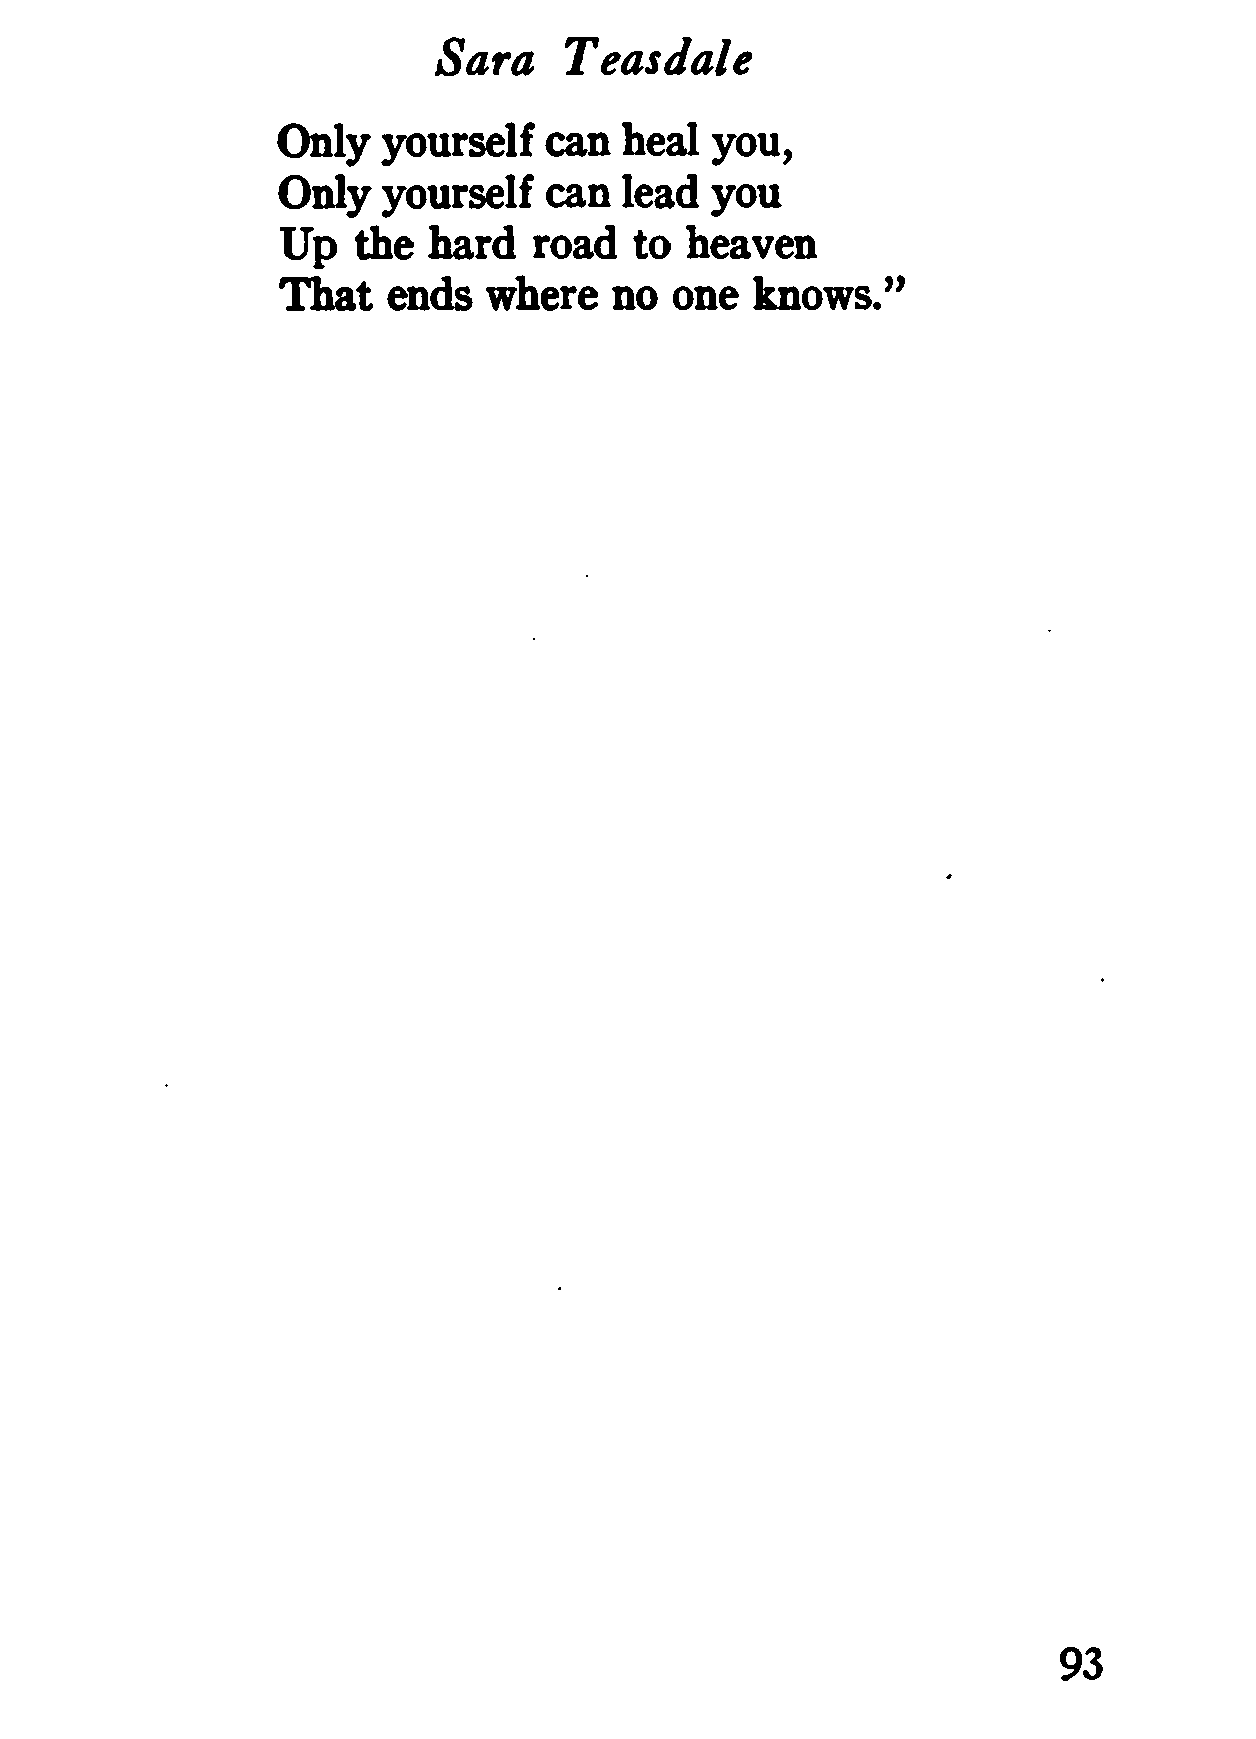 Sara Teasdale
Only yourself can heal you,
Only yourself can lead you
Up the hard road to heaven
That ends where no one knows.”
93